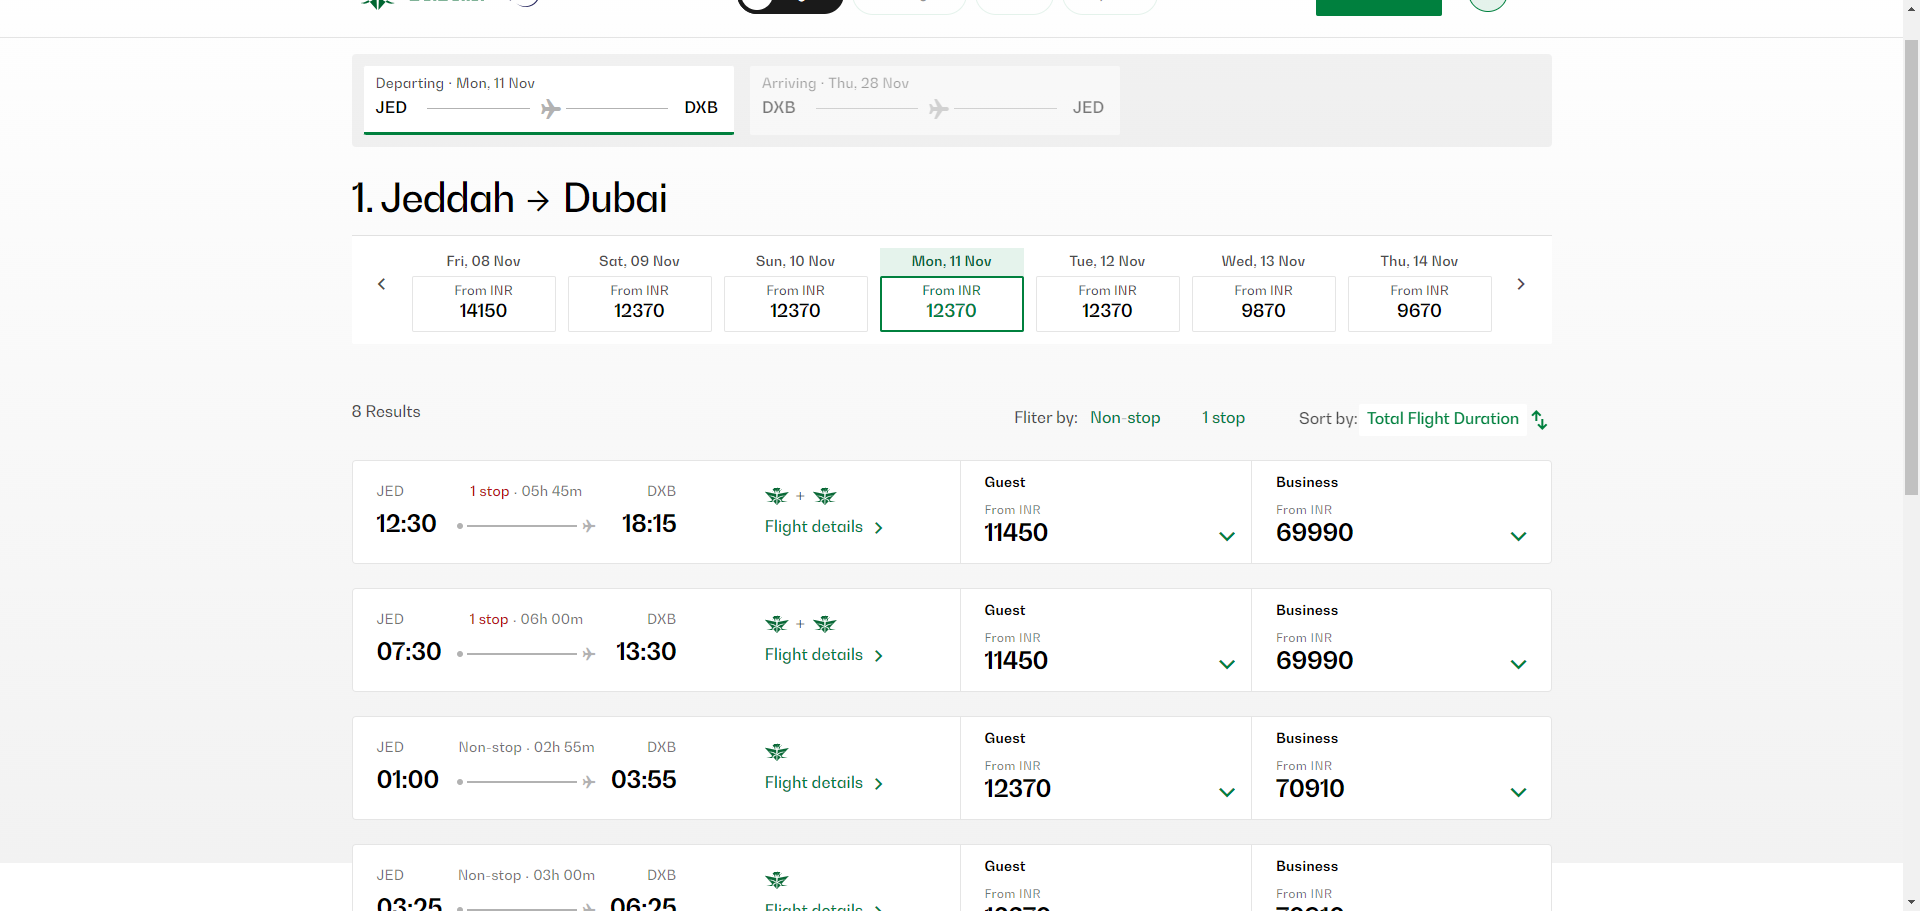 Departing · Mon, 11 Nov
JED DXB
Arriving · Thu, 28 Nov
DXB JED
1. Jeddah → Dubai
Fri, 08 Nov
From INR
14150
Sat, 09 Nov
From INR
12370
Sun, 10 Nov
From INR
12370
Mon, 11 Nov
From INR
12370
Tue, 12 Nov
From INR
12370
Wed, 13 Nov
From INR
9870
Thu, 14 Nov
From INR
9670
8 Results
Fliter by: Non-stop 1 stop Sort by: Total Flight Duration
JED 1 stop · 05h 45m DXB
12:30 18:15
+
Flight details
Guest
From INR
11450
Business
From INR
69990
JED 1 stop · 06h 00m DXB
07:30 13:30
+
Flight details
Guest
From INR
11450
Business
From INR
69990
JED Non-stop · 02h 55m DXB
01:00 03:55
Flight details
Guest
From INR
12370
Business
From INR
70910
JED Non-stop · 03h 00m DXB
03:25 06:25
Flight details
Guest
From INR
Business
From INR